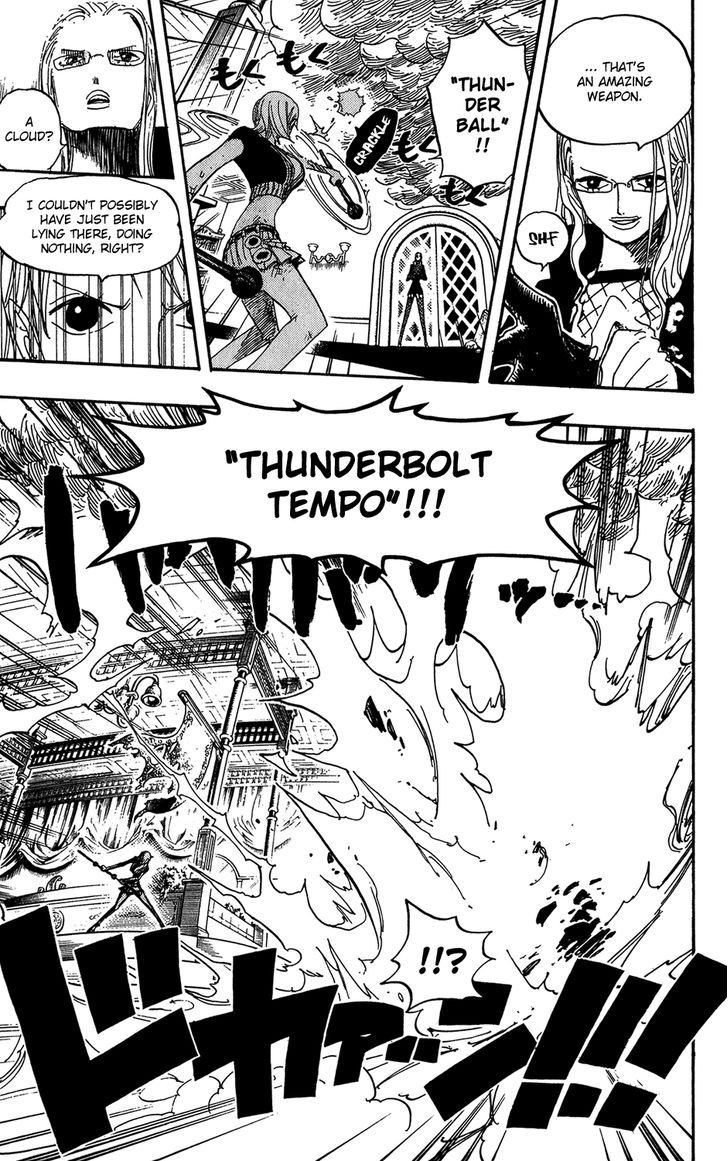 ... THAT'S
AN AMAZING
WEAPON.
SHF
"THUN-
DER
BALL"
!!
CRACKLE
もく
もく
もく
もく
A
CLOUD?
I COULDN'T POSSIBLY
HAVE JUST BEEN
LYING THERE, DOING
NOTHING, RIGHT?
"THUNDERBOLT
TEMPO"!!!
!!?
ドカァーン!!!